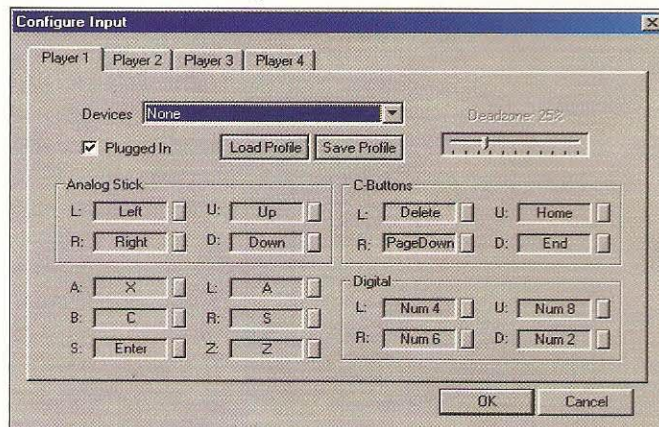 Configure Input
Player 1 Player 2 Player 3 Player 4
Devices None
Deadzone: 25%
Plugged In Load Profile Save Profile
Analog Stick
L: Left U: Up
R: Right D: Down
C-Buttons
L: Delete U: Home
R: PageDown D: End
A: X L: A
B: C R: S
S: Enter Z: Z
Digital
L: Num 4 U: Num 8
R: Num 6 D: Num 2
OK Cancel